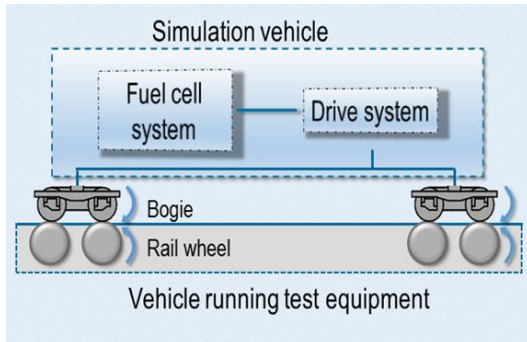 Simulation vehicle
Fuel cell
system
Drive system
Bogie
Rail wheel
Vehicle running test equipment